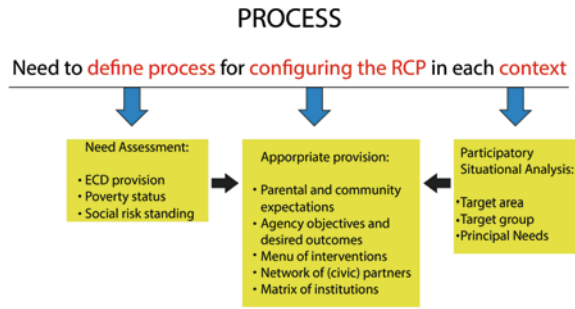 PROCESS
Need to define process for configuring the RCP in each context
Need Assessment:
• ECD provision
• Poverty status
• Social risk standing
Apporpriate provision:
• Parental and community
expectations
• Agency objectives and
desired outcomes
• Menu of interventions
• Network of (civic) partners
• Matrix of institutions
Participatory
Situational Analysis:
•Target area
•Target group
•Principal Needs